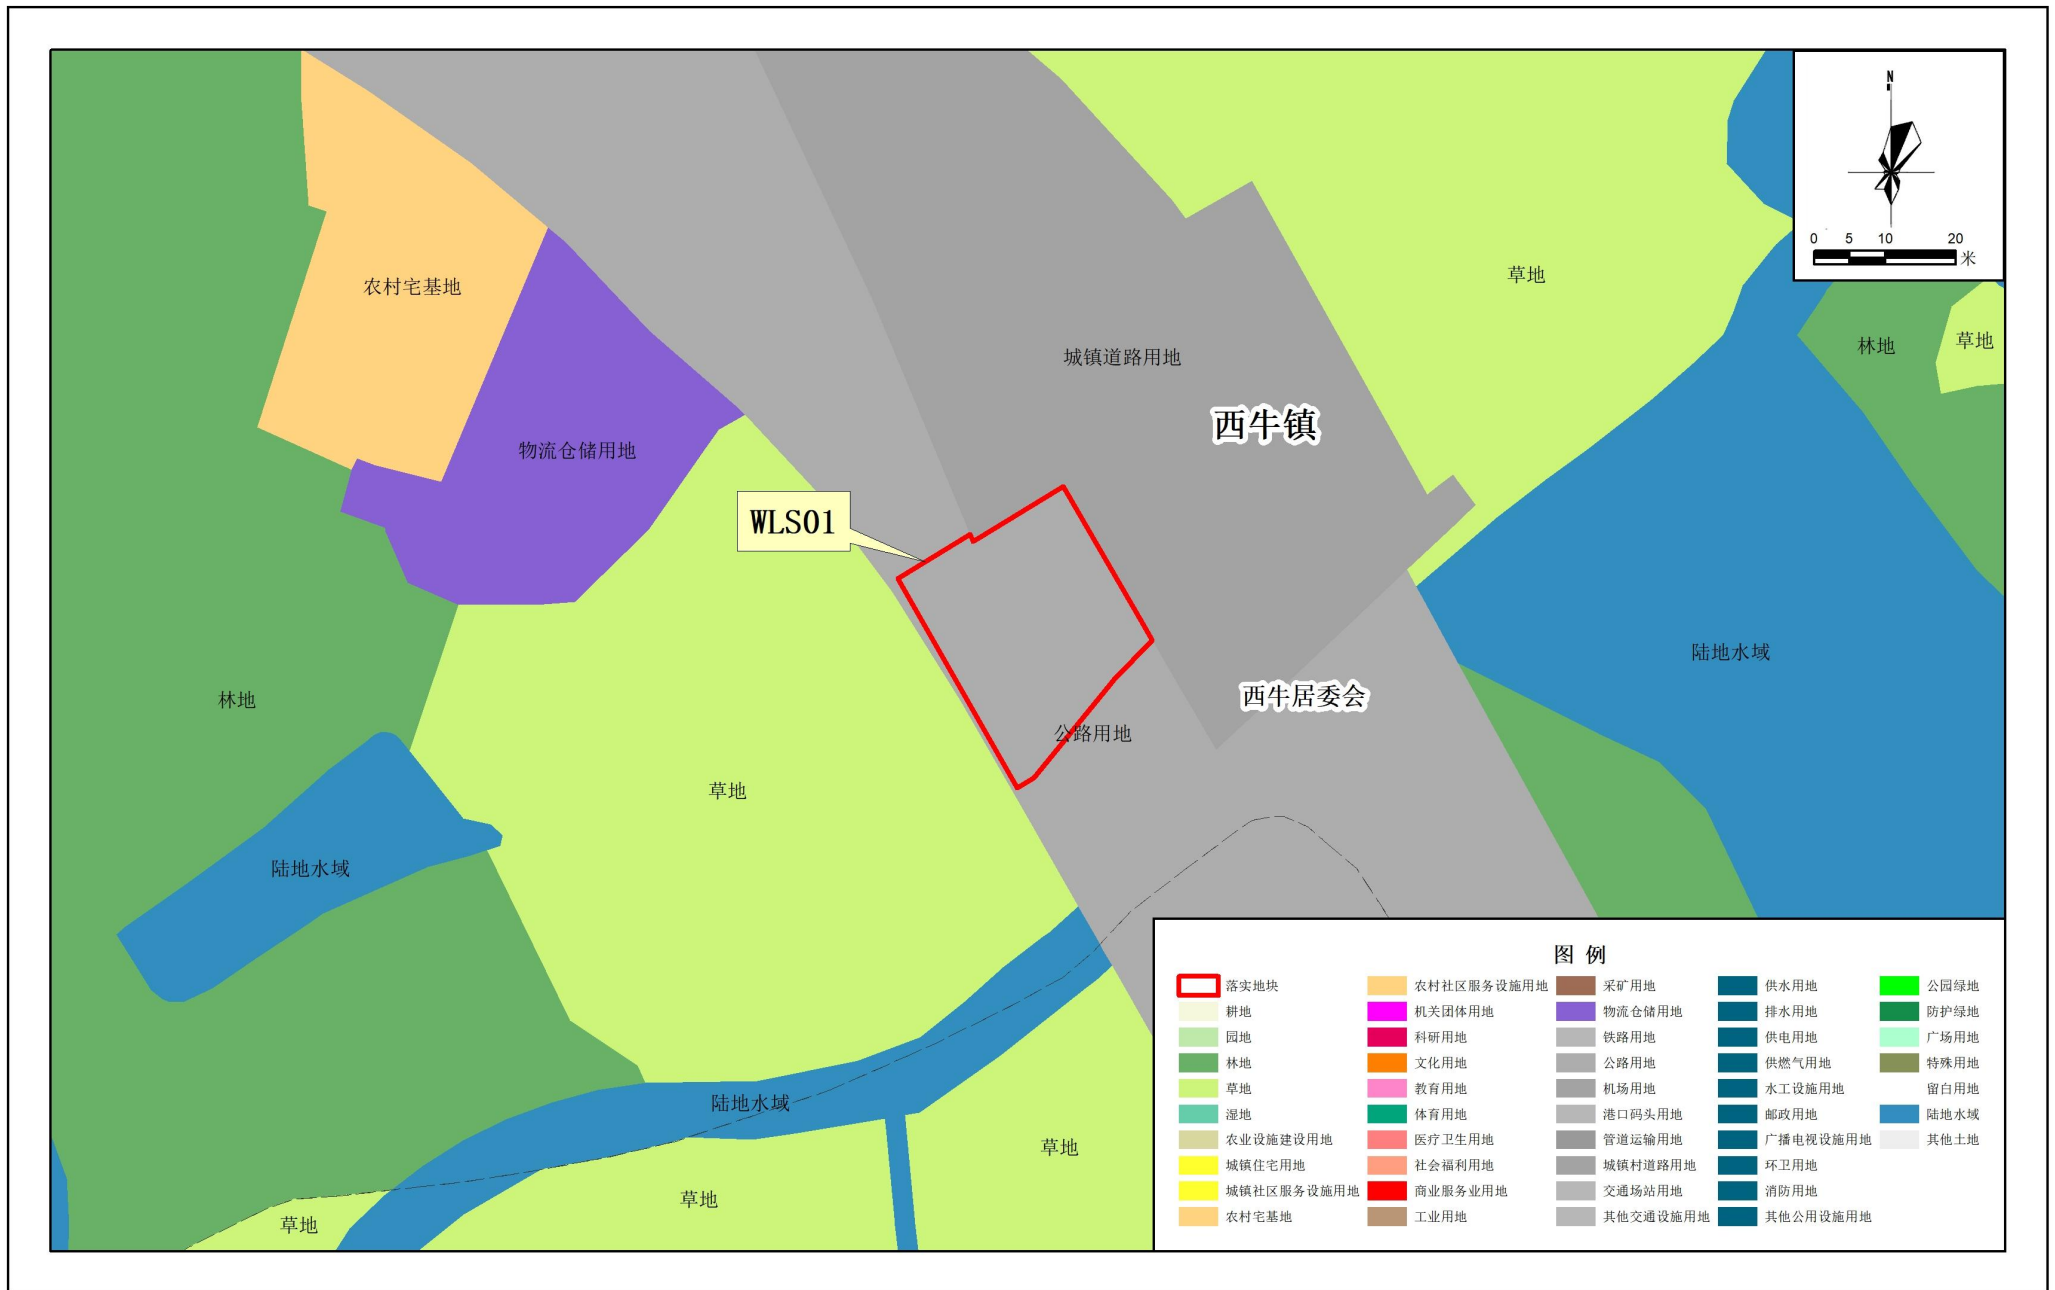 N
0 5 10 20
米
农村宅基地
草地
林地
草地
城镇道路用地
西牛镇
物流仓储用地
WLS01
陆地水域
西牛居委会
林地
公路用地
草地
陆地水域
陆地水域
草地
草地
草地
图 例
落实地块
耕地
园地
林地
草地
湿地
农业设施建设用地
城镇住宅用地
城镇社区服务设施用地
农村宅基地
农村社区服务设施用地
机关团体用地
科研用地
文化用地
教育用地
体育用地
医疗卫生用地
社会福利用地
商业服务业用地
工业用地
采矿用地
物流仓储用地
铁路用地
公路用地
机场用地
港口码头用地
管道运输用地
城镇村道路用地
交通场站用地
其他交通设施用地
供水用地
排水用地
供电用地
供燃气用地
水工设施用地
邮政用地
广播电视设施用地
环卫用地
消防用地
其他公用设施用地
公园绿地
防护绿地
广场用地
特殊用地
留白用地
陆地水域
其他土地